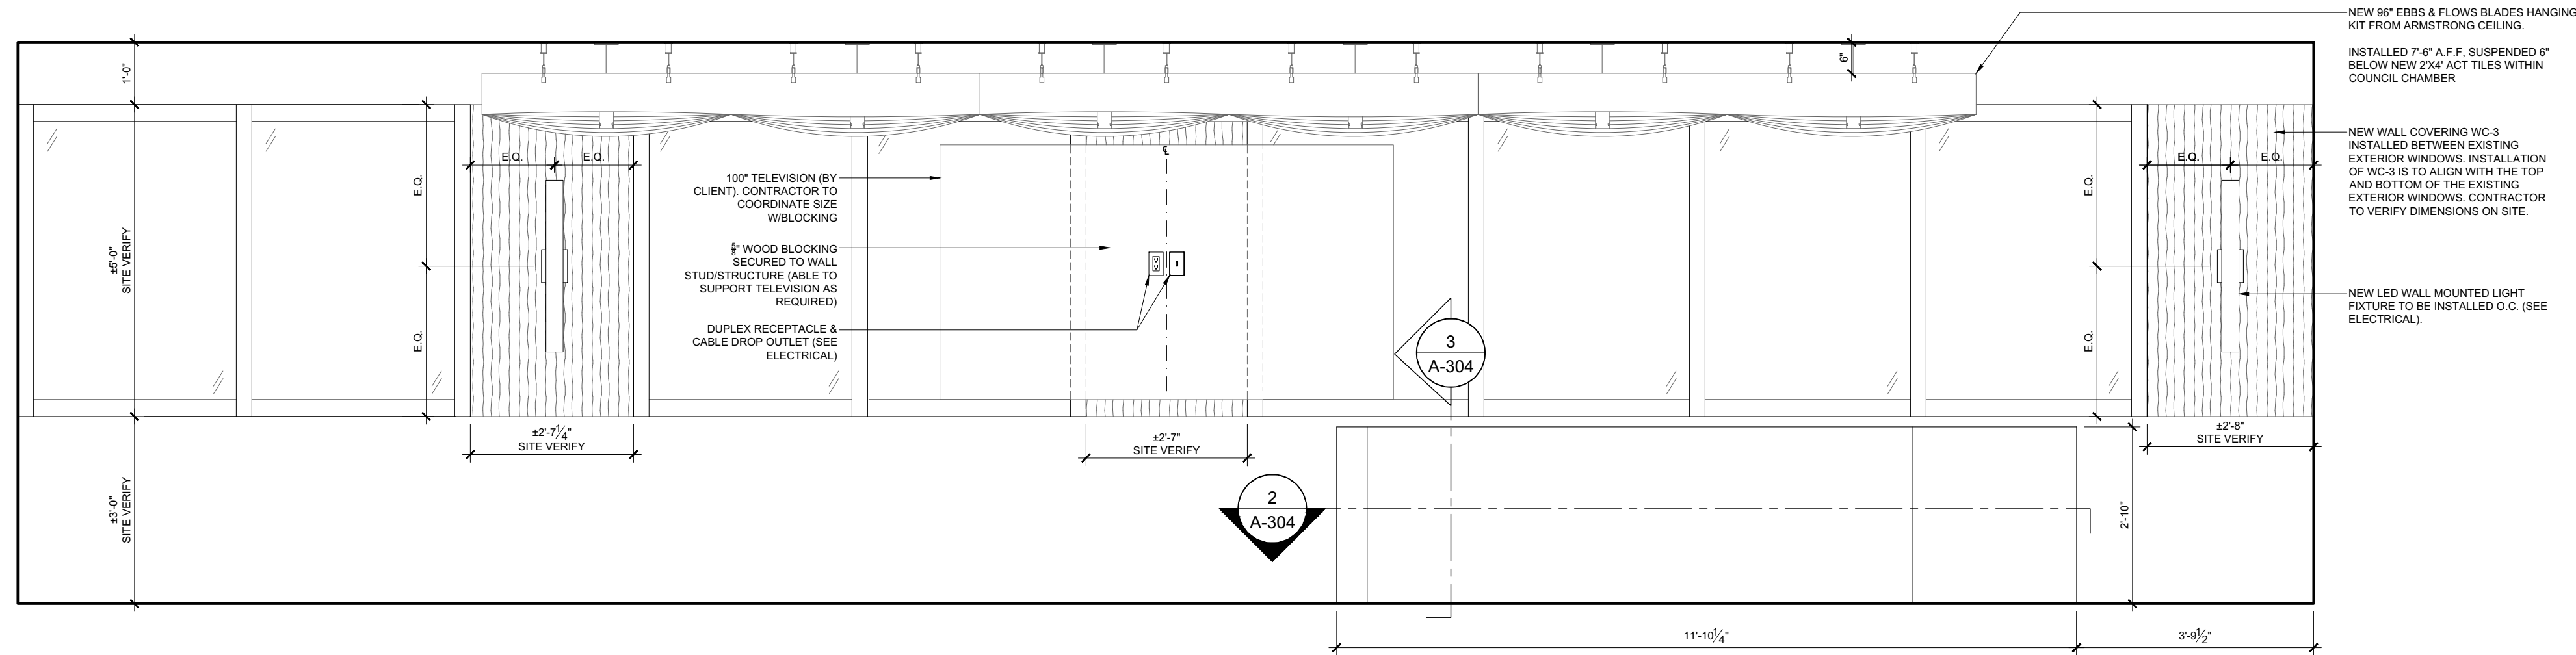 NEW 96" EBBS & FLOWS BLADES HANGING
KIT FROM ARMSTRONG CEILING.
INSTALLED 7'-6" A.F.F, SUSPENDED 6"
BELOW NEW 2'X4' ACT TILES WITHIN
COUNCIL CHAMBER
1'-0"
6"
NEW WALL COVERING WC-3
INSTALLED BETWEEN EXISTING
EXTERIOR WINDOWS. INSTALLATION
OF WC-3 IS TO ALIGN WITH THE TOP
AND BOTTOM OF THE EXISTING
EXTERIOR WINDOWS. CONTRACTOR
TO VERIFY DIMENSIONS ON SITE.
E.Q.
E.Q.
E.Q.
E.Q.
E.Q.
E.Q.
℄
100" TELEVISION (BY
CLIENT). CONTRACTOR TO
COORDINATE SIZE
W/BLOCKING
±5'-0"
SITE VERIFY
⅝" WOOD BLOCKING
SECURED TO WALL
STUD/STRUCTURE (ABLE TO
SUPPORT TELEVISION AS
REQUIRED)
NEW LED WALL MOUNTED LIGHT
FIXTURE TO BE INSTALLED O.C. (SEE
ELECTRICAL).
DUPLEX RECEPTACLE &
CABLE DROP OUTLET (SEE
ELECTRICAL)
E.Q.
E.Q.
3
A-304
±2'-7¼"
SITE VERIFY
±2'-7"
SITE VERIFY
±2'-8"
SITE VERIFY
±3'-0"
SITE VERIFY
2
A-304
2'-10"
11'-10¼"
3'-9½"